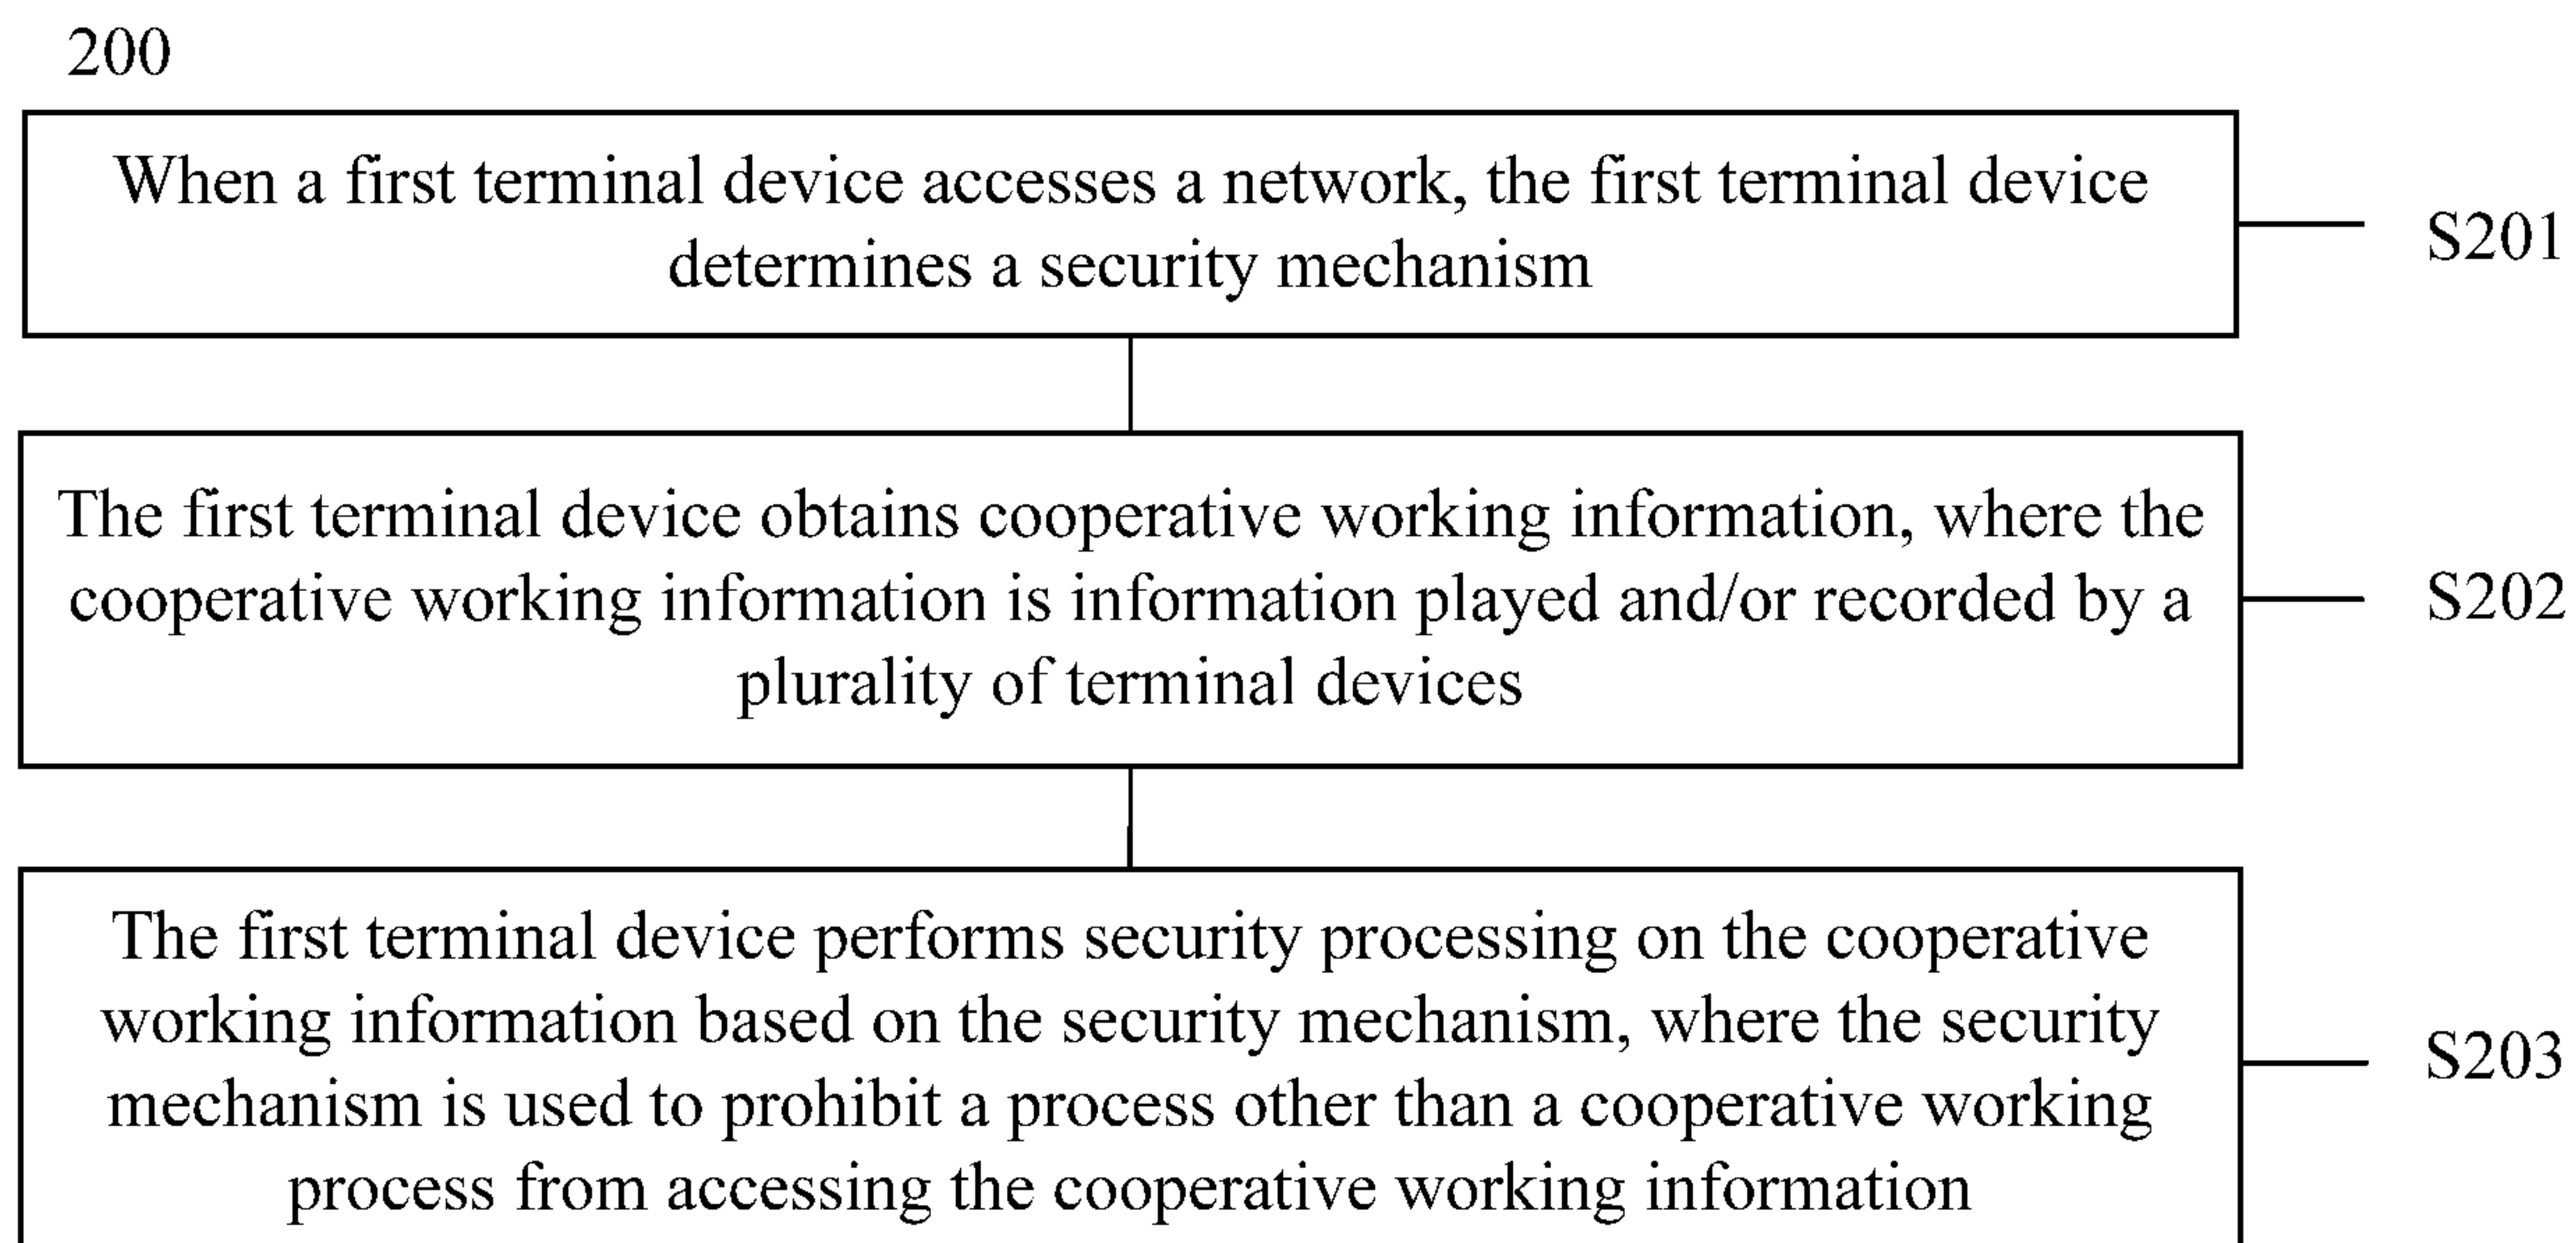 200
When a first terminal device accesses a network, the first terminal device
determines a security mechanism
S201
The first terminal device obtains cooperative working information, where the
cooperative working information is information played and/or recorded by a
plurality of terminal devices
S202
The first terminal device performs security processing on the cooperative
working information based on the security mechanism, where the security
mechanism is used to prohibit a process other than a cooperative working
process from accessing the cooperative working information
S203